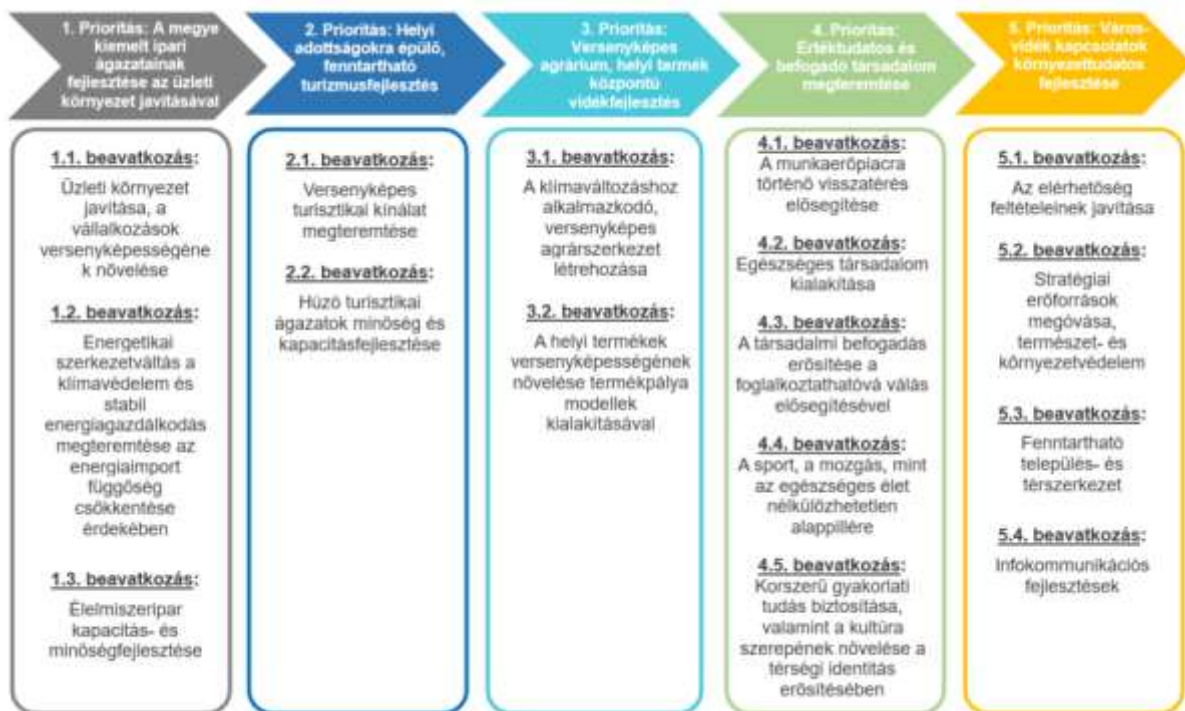 1. Prioritás: A megye
kiemelt ipari
ágazatainak
fejlesztése az üzleti
környezet javításával
2. Prioritás: Helyi
adottságokra épülő,
fenntartható
turizmusfejlesztés
3. Prioritás:
Versenyképes
agrárium, helyi termék
központú
vidékfejlesztés
4. Prioritás:
Értéktudatos és
befogadó társadalom
megteremtése
5. Prioritás: Város-
vidék kapcsolatok
környezettudatos
fejlesztése
1.1. beavatkozás:
Üzleti környezet
javítása, a
vállalkozások
versenyképességéne
k növelése
1.2. beavatkozás:
Energetikai
szerkezetváltás a
klímavédelem és
stabil
energiagazdálkodás
megteremtése az
energiaimport
függőség
csökkentése
érdekében
1.3. beavatkozás:
Élelmiszeripar
kapacitás- és
minőségfejlesztése
2.1. beavatkozás:
Versenyképes
turisztikai kínálat
megteremtése
2.2. beavatkozás:
Húzó turisztikai
ágazatok minőség és
kapacitásfejlesztése
3.1. beavatkozás:
A klímaváltozáshoz
alkalmazkodó,
versenyképes
agrárszerkezet
létrehozása
3.2. beavatkozás:
A helyi termékek
versenyképességének
növelése termékpálya
modellek
kialakításával
4.1. beavatkozás:
A munkaerőpiacra
történő visszatérés
elősegítése
4.2. beavatkozás:
Egészséges társadalom
kialakítása
4.3. beavatkozás:
A társadalmi befogadás
erősítése a
foglalkoztathatóvá válás
elősegítésével
4.4. beavatkozás:
A sport, a mozgás, mint
az egészséges élet
nélkülözhetetlen
alappillére
4.5. beavatkozás:
Korszerű gyakorlati
tudás biztosítása,
valamint a kultúra
szerepének növelése a
térségi identitás
erősítésében
5.1. beavatkozás:
Az elérhetőség
feltételeinek javítása
5.2. beavatkozás:
Stratégiai
erőforrások
megóvása,
természet- és
környezetvédelem
5.3. beavatkozás:
Fenntartható
település- és
térszerkezet
5.4. beavatkozás:
Infokommunikációs
fejlesztések